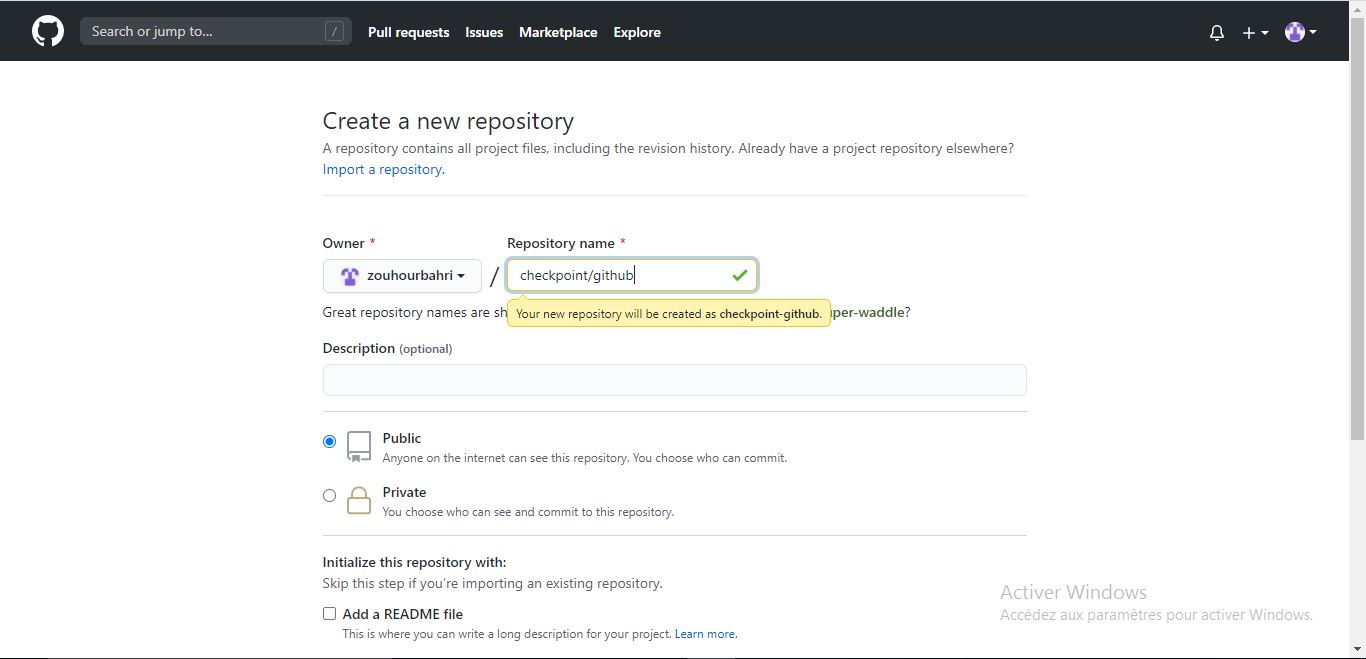 Search or jump to... /
Pull requests Issues Marketplace Explore
Create a new repository
A repository contains all project files, including the revision history. Already have a project repository elsewhere?
Import a repository.
Owner * Repository name *
zouhourbahri / checkpoint/github
Your new repository will be created as checkpoint-github.
Great repository names are sh per-waddle?
Description (optional)
Public
Anyone on the internet can see this repository. You choose who can commit.
Private
You choose who can see and commit to this repository.
Initialize this repository with:
Skip this step if you're importing an existing repository.
Add a README file
This is where you can write a long description for your project. Learn more.
Activer Windows
Accédez aux paramètres pour activer Windows.